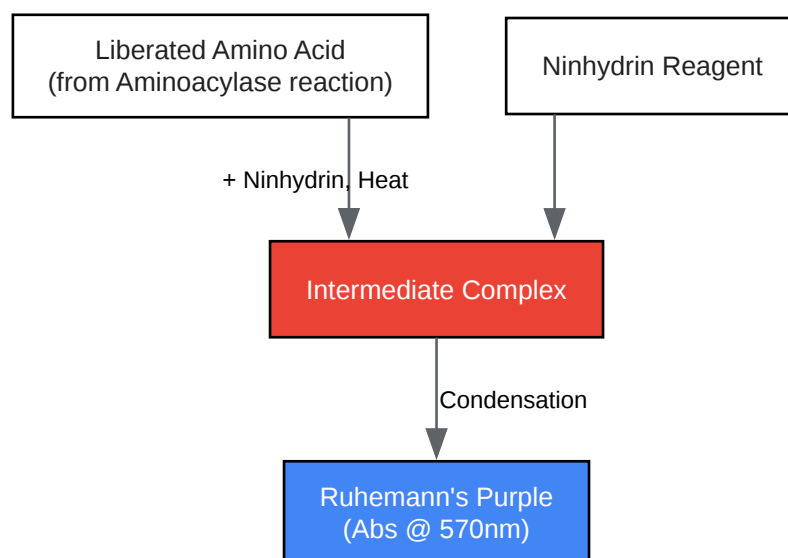 Liberated Amino Acid
(from Aminoacylase reaction)
Ninhydrin Reagent
+ Ninhydrin, Heat
Intermediate Complex
Condensation
Ruhemann's Purple
(Abs @ 570nm)